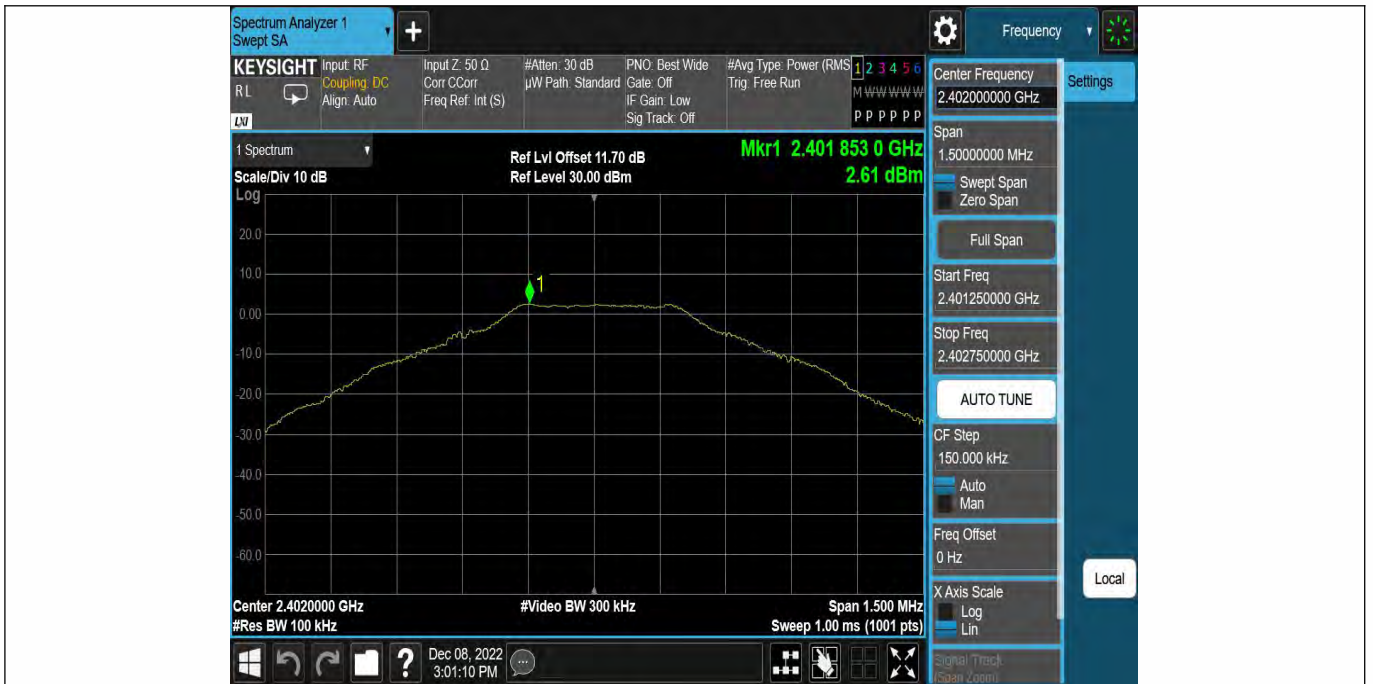 Spectrum Analyzer 1
Swept SA
+
Frequency
KEYSIGHT
RL
LXI
Input: RF
Coupling: DC
Align: Auto
Input Z: 50 Ω
Corr CCorr
Freq Ref: Int (S)
#Atten: 30 dB
µW Path: Standard
PNO: Best Wide
Gate: Off
IF Gain: Low
Sig Track: Off
#Avg Type: Power (RMS
Trig: Free Run
1 2 3 4 5 6
M W W W W W
P P P P P P
1 Spectrum
Scale/Div 10 dB
Ref Lvl Offset 11.70 dB
Ref Level 30.00 dBm
Mkr1 2.401 853 0 GHz
2.61 dBm
Log
20.0
10.0
0.00
-10.0
-20.0
-30.0
-40.0
-50.0
-60.0
1
Center 2.4020000 GHz
#Res BW 100 kHz
#Video BW 300 kHz
Span 1.500 MHz
Sweep 1.00 ms (1001 pts)
Center Frequency
2.402000000 GHz
Settings
Span
1.50000000 MHz
Swept Span
Zero Span
Full Span
Start Freq
2.401250000 GHz
Stop Freq
2.402750000 GHz
AUTO TUNE
CF Step
150.000 kHz
Auto
Man
Freq Offset
0 Hz
X Axis Scale
Log
Lin
Signal Track
(Span Zoom)
Local
?
Dec 08, 2022
3:01:10 PM